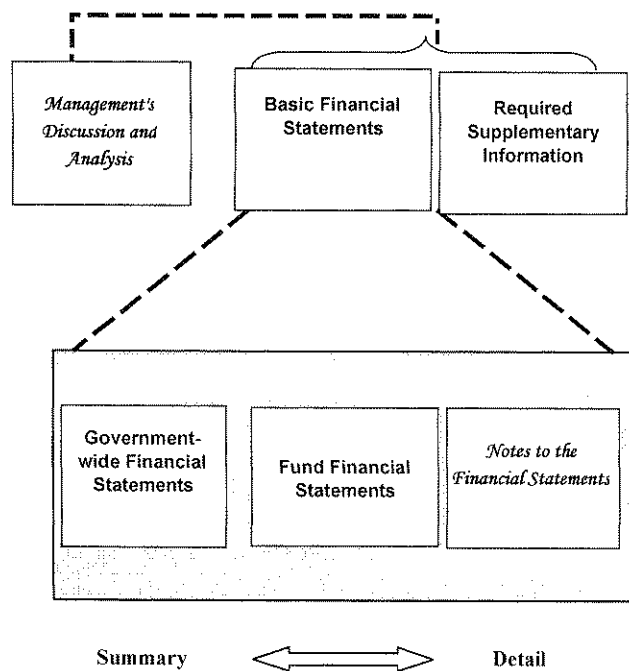 Management's
Discussion and
Analysis
Basic Financial
Statements
Required
Supplementary
Information
Government-
wide Financial
Statements
Fund Financial
Statements
Notes to the
Financial Statements
Summary
Detail